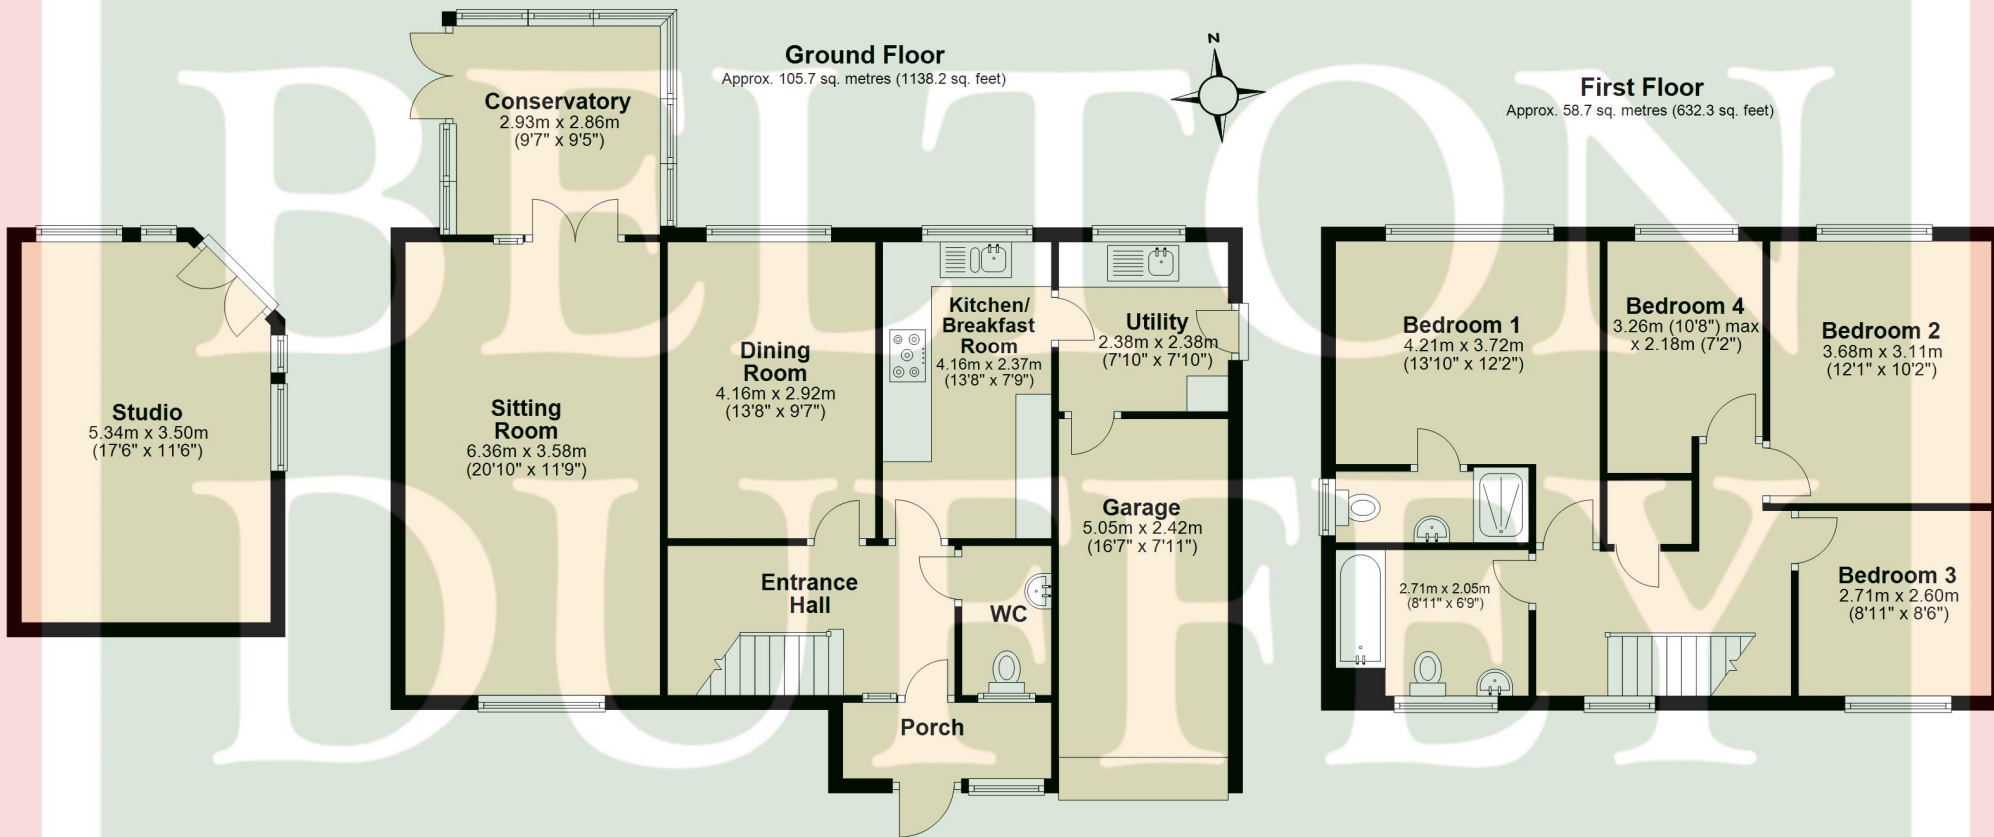 BELTON
DUFFEY
Ground Floor
Approx. 105.7 sq. metres (1138.2 sq. feet)
N
First Floor
Approx. 58.7 sq. metres (632.3 sq. feet)
Conservatory
2.93m x 2.86m
(9'7" x 9'5")
Studio
5.34m x 3.50m
(17'6" x 11'6")
Sitting
Room
6.36m x 3.58m
(20'10" x 11'9")
Dining
Room
4.16m x 2.92m
(13'8" x 9'7")
Kitchen/
Breakfast
Room
4.16m x 2.37m
(13'8" x 7'9")
Utility
2.38m x 2.38m
(7'10" x 7'10")
Garage
5.05m x 2.42m
(16'7" x 7'11")
Entrance
Hall
WC
Porch
Bedroom 1
4.21m x 3.72m
(13'10" x 12'2")
Bedroom 4
3.26m (10'8") max
x 2.18m (7'2")
Bedroom 2
3.68m x 3.11m
(12'1" x 10'2")
2.71m x 2.05m
(8'11" x 6'9")
Bedroom 3
2.71m x 2.60m
(8'11" x 8'6")